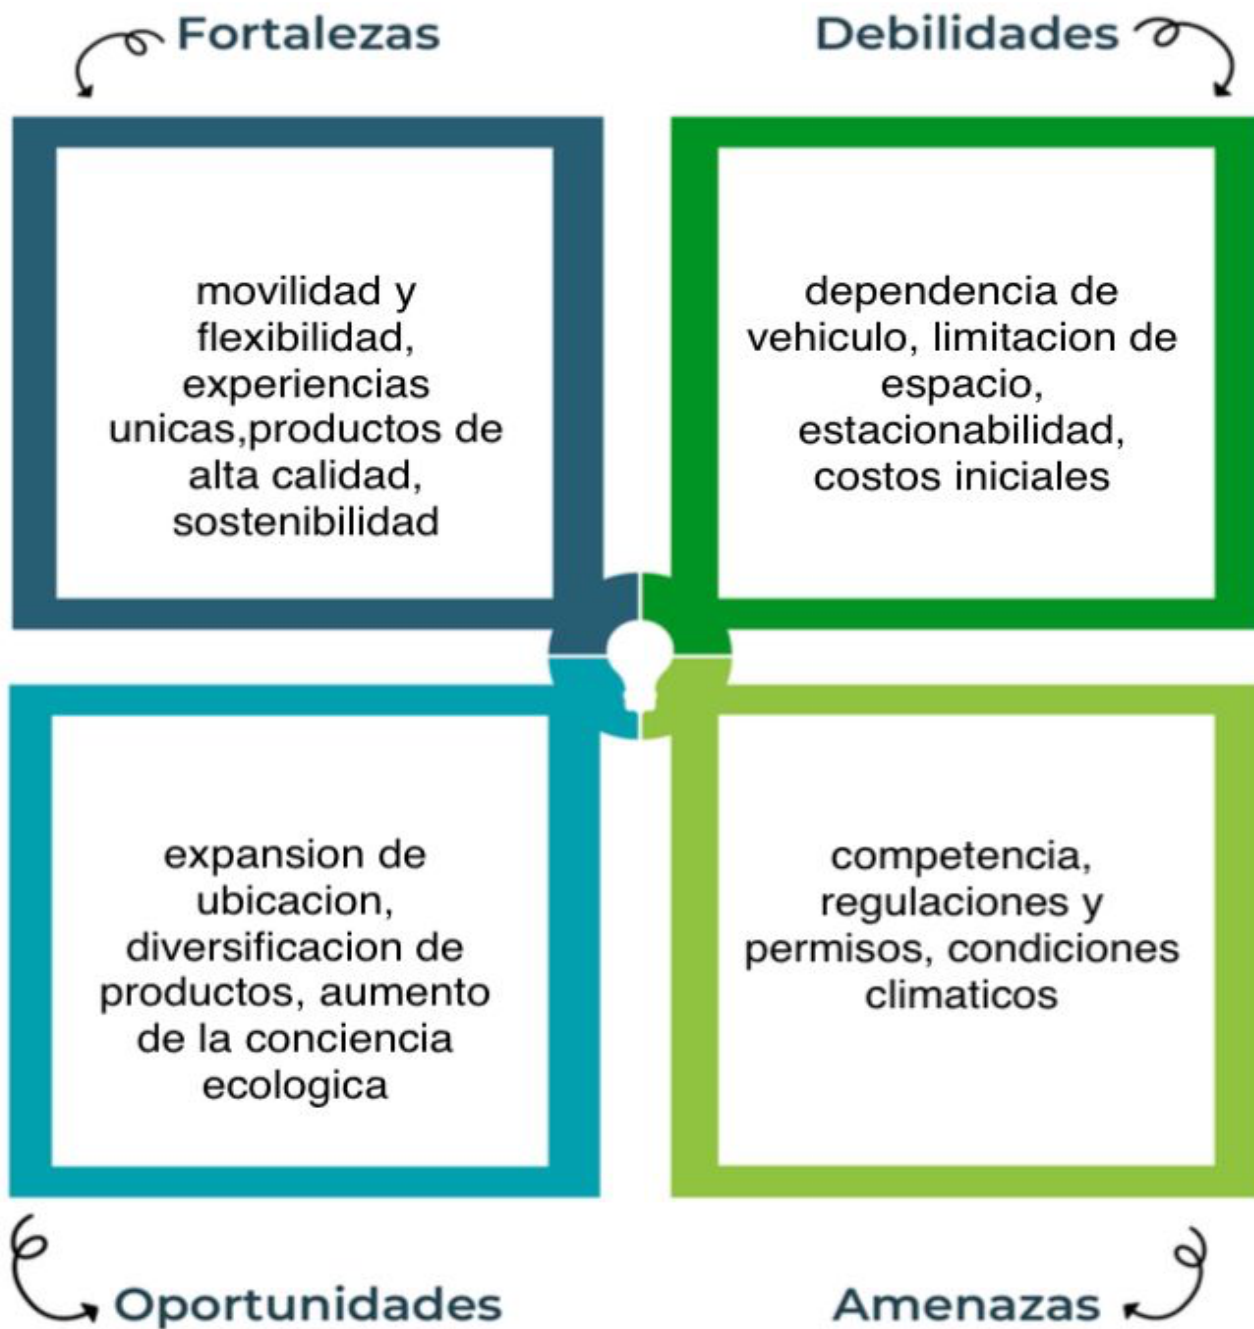 Fortalezas
movilidad y
flexibilidad,
experiencias
unicas,productos de
alta calidad,
sostenibilidad
Debilidades
dependencia de
vehiculo, limitacion de
espacio,
estacionabilidad,
costos iniciales
expansion de
ubicacion,
diversificacion de
productos, aumento
de la conciencia
ecologica
Oportunidades
competencia,
regulaciones y
permisos, condiciones
climaticos
Amenazas